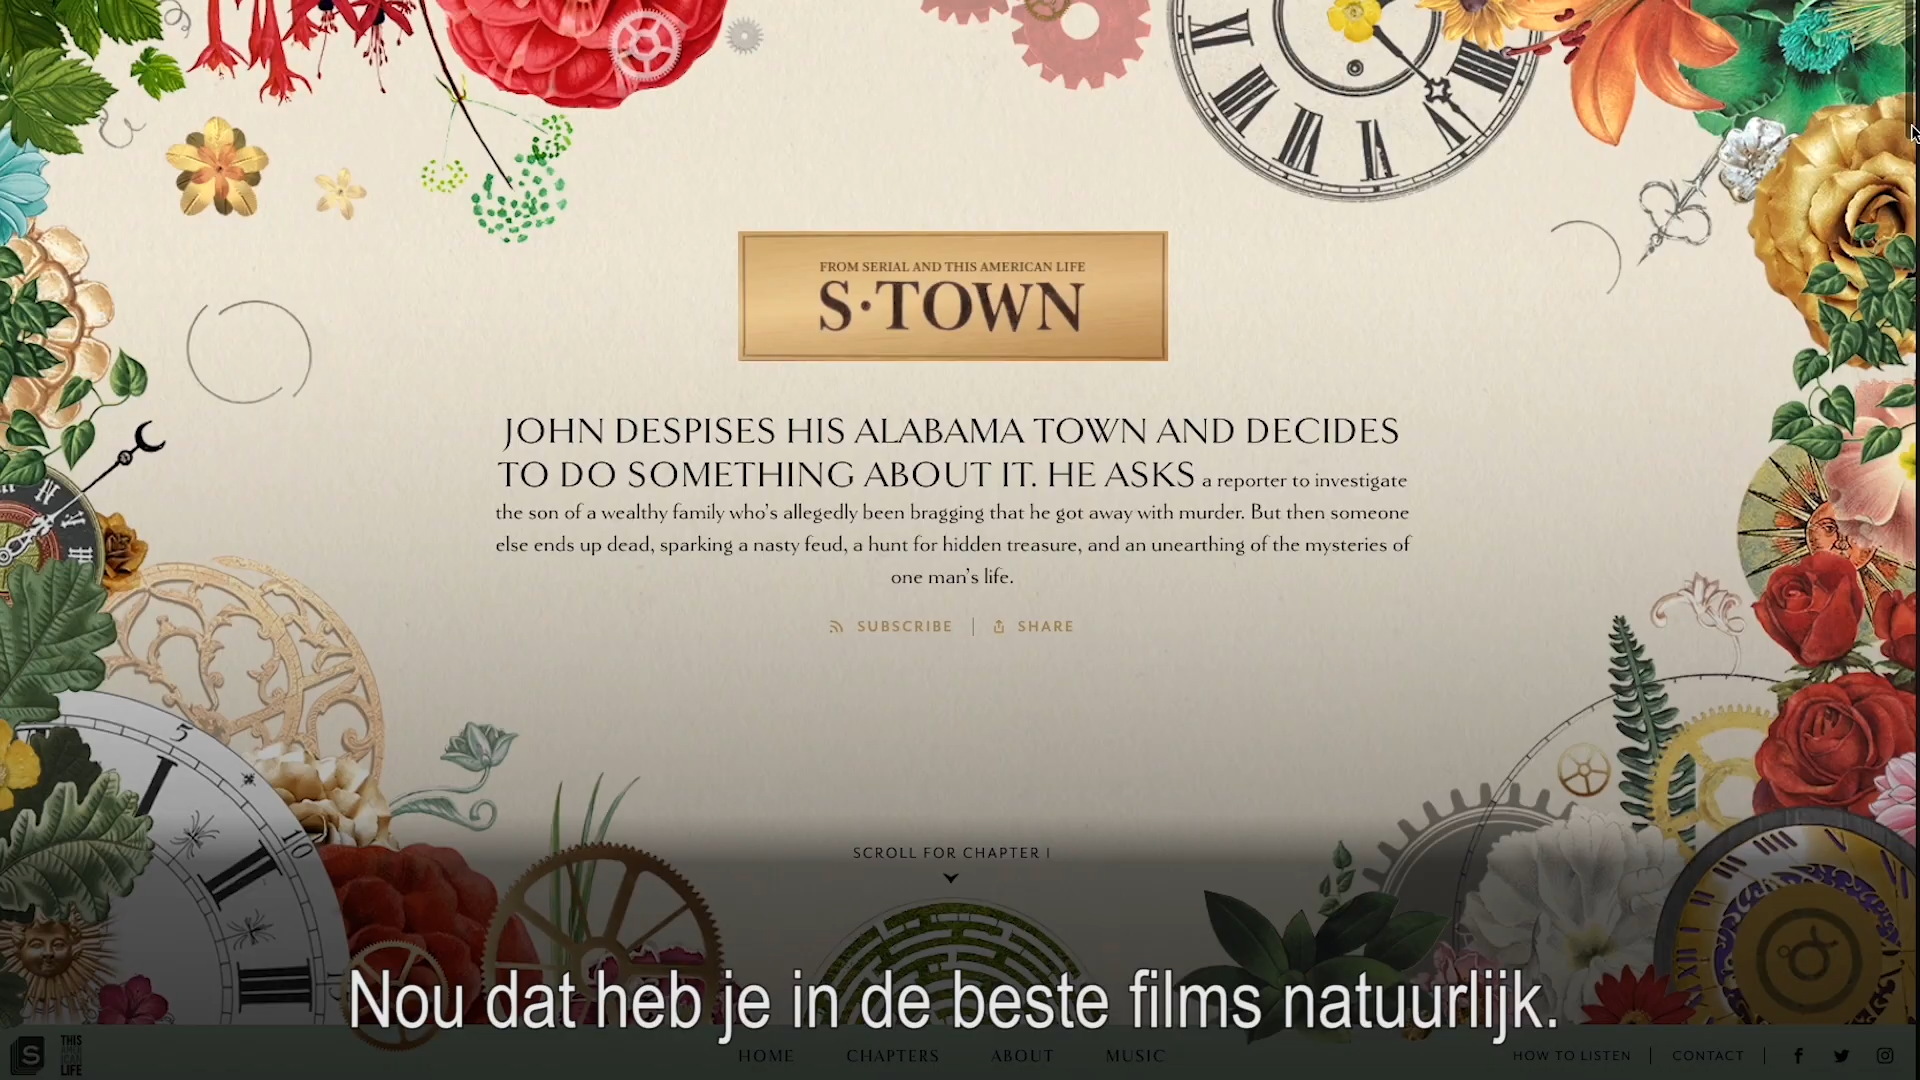 FROM SERIAL AND THIS AMERICAN LIFE
S·TOWN
JOHN DESPISES HIS ALABAMA TOWN AND DECIDES
TO DO SOMETHING ABOUT IT. HE ASKS a reporter to investigate
the son of a wealthy family who's allegedly been bragging that he got away with murder. But then someone
else ends up dead, sparking a nasty feud, a hunt for hidden treasure, and an unearthing of the mysteries of
one man's life.
SUBSCRIBE | SHARE
SCROLL FOR CHAPTER I
Nou dat heb je in de beste films natuurlijk.
S THIS AMERICAN LIFE
HOME CHAPTERS ABOUT MUSIC
HOW TO LISTEN | CONTACT |